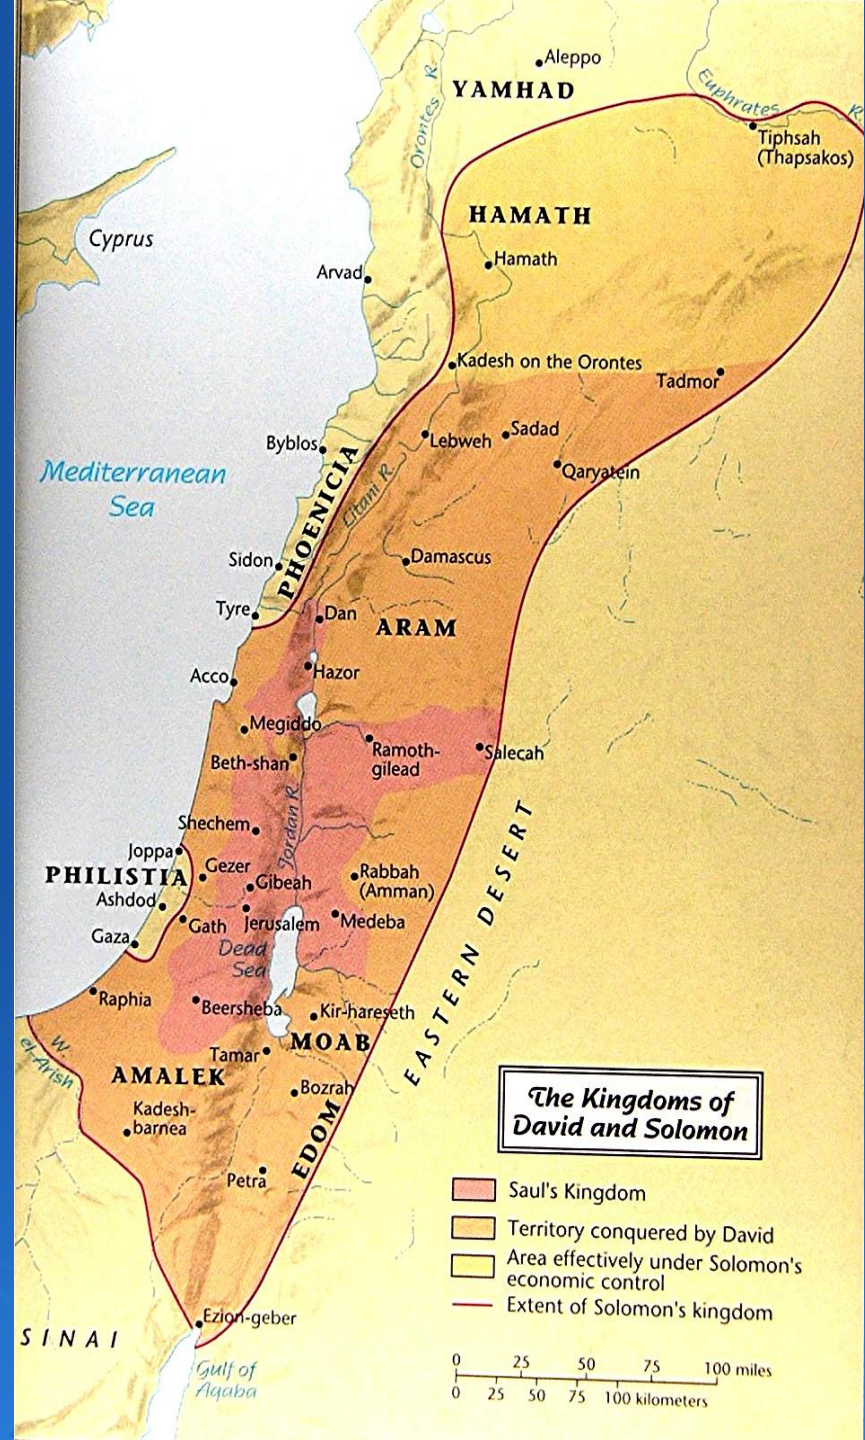 Aleppo
YAMHAD
Orontes R.
Euphrates R.
Tiphsah
(Thapsakos)
Cyprus
HAMATH
Hamath
Arvad
Kadesh on the Orontes
Tadmor
Byblos
Lebweh
Sadad
Qaryatein
Mediterranean
Sea
PHOENICIA
Litani R.
Sidon
Damascus
Tyre
Dan
ARAM
Acco
Hazor
Megiddo
Ramoth-
gilead
Salecah
Beth-shan
Jordan R.
Shechem
Joppa
PHILISTIA
Gezer
Gibeah
Rabbah
(Amman)
Ashdod
Gath
Jerusalem
Medeba
Gaza
Dead
Sea
EASTERN DESERT
Raphia
Beersheba
Kir-hareseth
W.
el-Arish
Tamar
MOAB
AMALEK
Bozrah
Kadesh-
barnea
EDOM
Petra
Ezion-geber
SINAI
Gulf of
Aqaba
The Kingdoms of
David and Solomon
Saul's Kingdom
Territory conquered by David
Area effectively under Solomon's
economic control
Extent of Solomon's kingdom
0 25 50 75 100 miles
0 25 50 75 100 kilometers